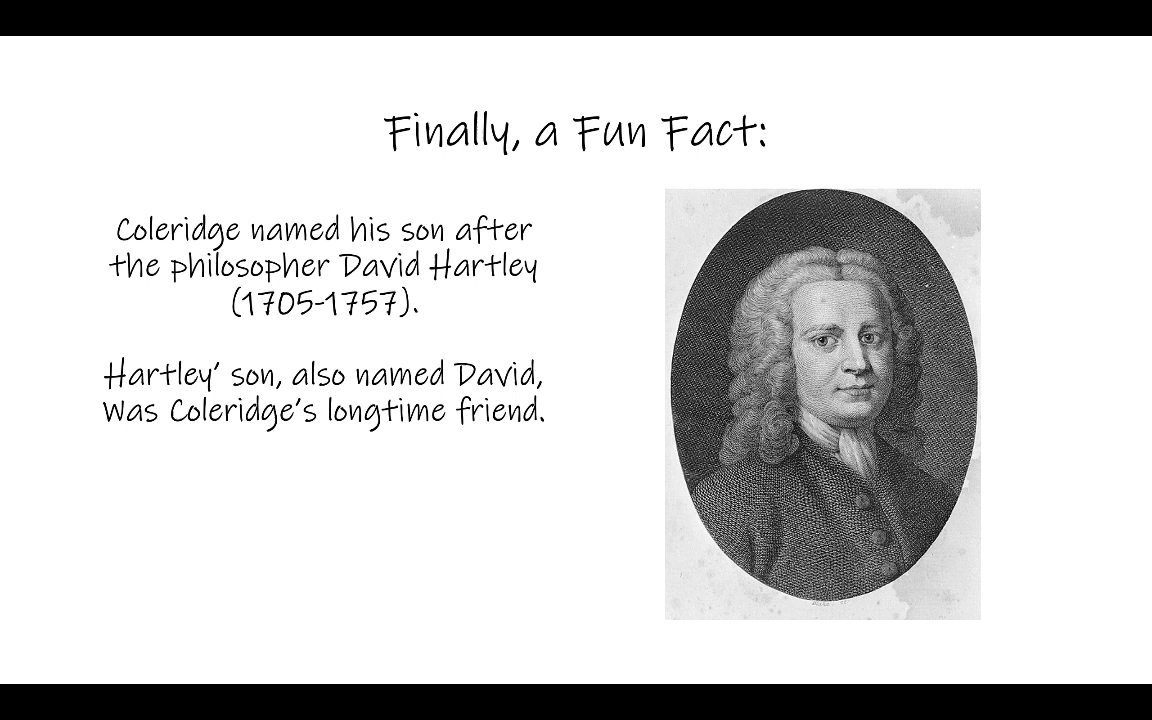 Finally, a Fun Fact:
Coleridge named his son after
the philosopher David Hartley
(1705-1757).
Hartley' son, also named David,
was Coleridge's longtime friend.